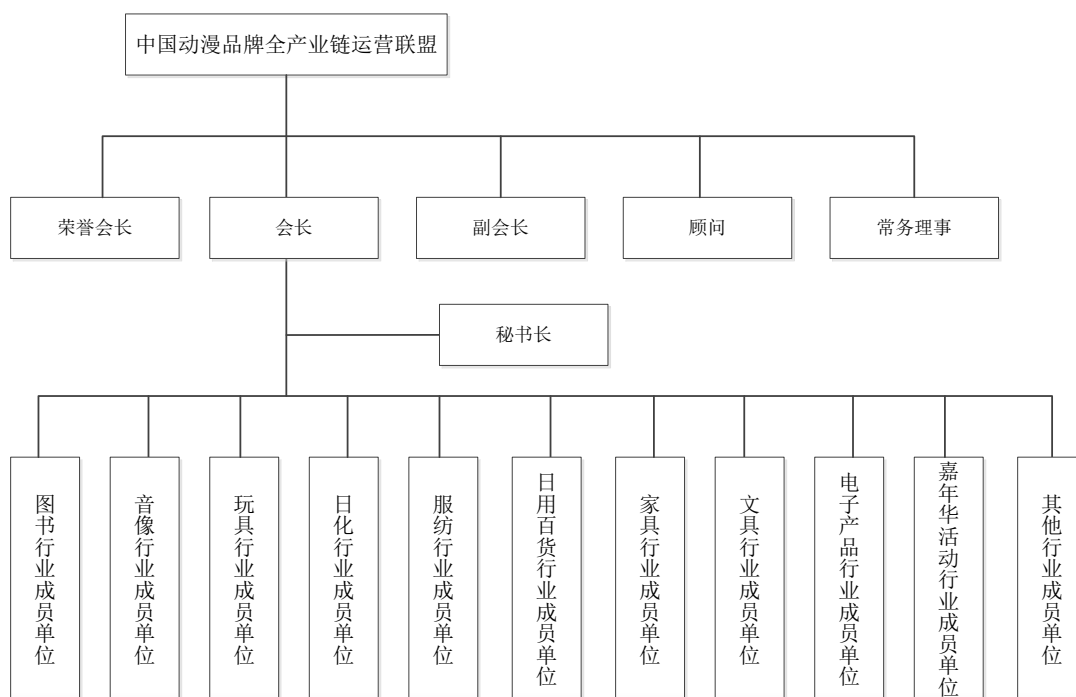 中国动漫品牌全产业链运营联盟
荣誉会长
会长
副会长
顾问
常务理事
秘书长
图书行业成员单位
音像行业成员单位
玩具行业成员单位
日化行业成员单位
服纺行业成员单位
日用百货行业成员单位
家具行业成员单位
文具行业成员单位
电子产品行业成员单位
嘉年华活动行业成员单位
其他行业成员单位